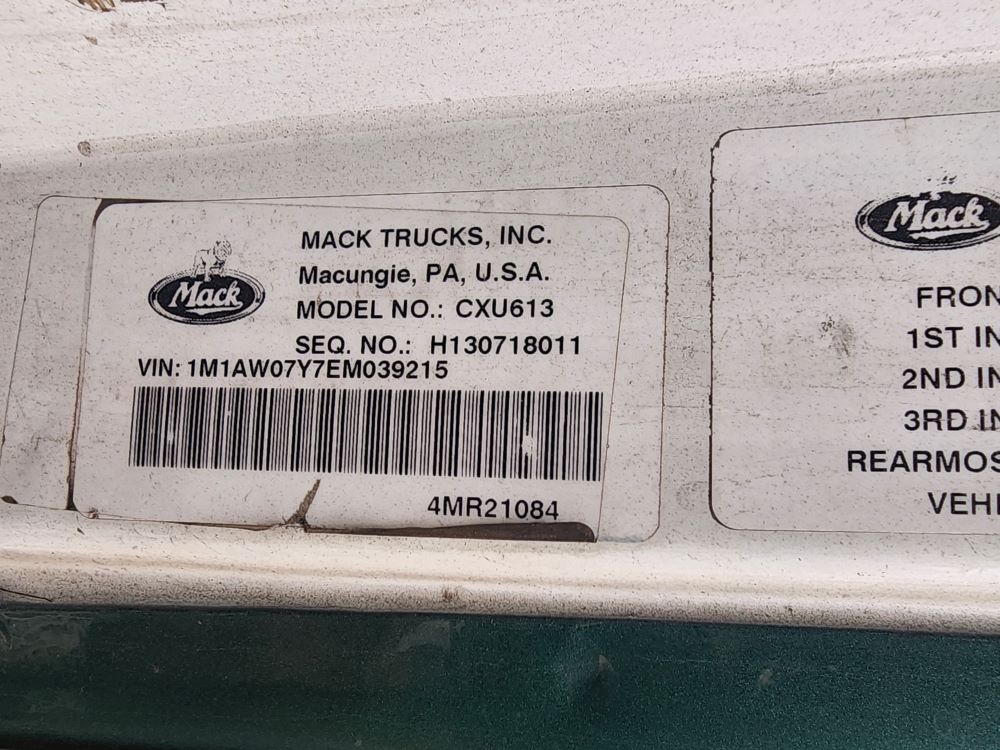 Mack
MACK TRUCKS, INC.
Macungie, PA, U.S.A.
MODEL NO.: CXU613
SEQ. NO.: H130718011
VIN: 1M1AW07Y7EM039215
4MR21084
Mack
FRON
1ST IN
2ND IN
3RD IN
REARMOS
VEHI